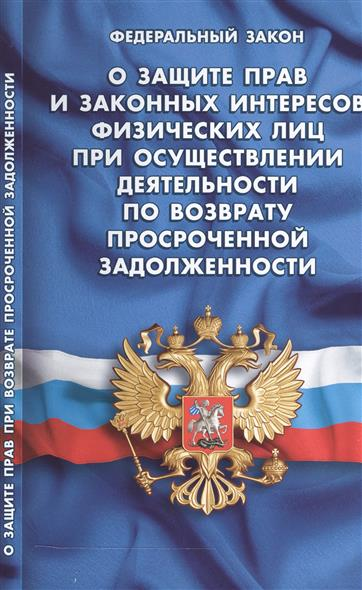 ФЕДЕРАЛЬНЫЙ ЗАКОН
О ЗАЩИТЕ ПРАВ
И ЗАКОННЫХ ИНТЕРЕСОВ
ФИЗИЧЕСКИХ ЛИЦ
ПРИ ОСУЩЕСТВЛЕНИИ
ДЕЯТЕЛЬНОСТИ
ПО ВОЗВРАТУ
ПРОСРОЧЕННОЙ
ЗАДОЛЖЕННОСТИ
О ЗАЩИТЕ ПРАВ ПРИ ВОЗВРАТЕ ПРОСРОЧЕННОЙ ЗАДОЛЖЕННОСТИ